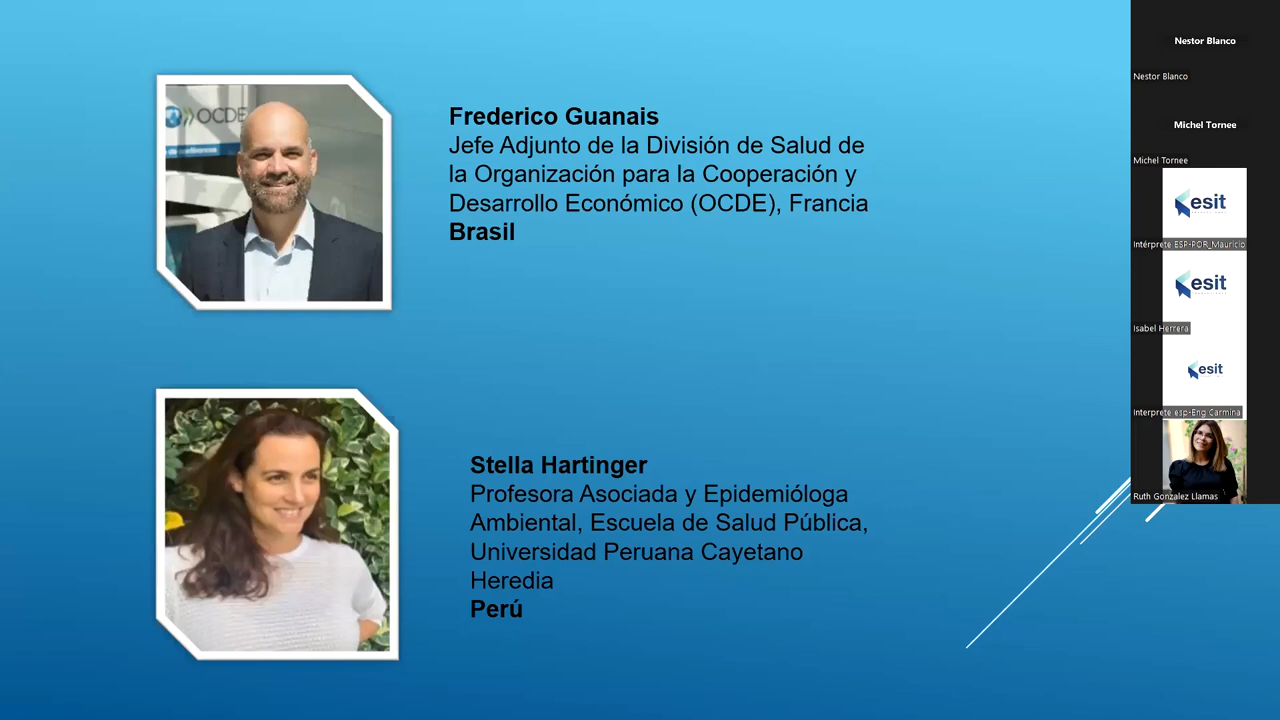 OCDE
Frederico Guanais
Jefe Adjunto de la División de Salud de
la Organización para la Cooperación y
Desarrollo Económico (OCDE), Francia
Brasil
Stella Hartinger
Profesora Asociada y Epidemióloga
Ambiental, Escuela de Salud Pública,
Universidad Peruana Cayetano
Heredia
Perú
Nestor Blanco
Nestor Blanco
Michel Tornee
Michel Tornee
esit
Intérprete ESP-POR_Mauricio
esit
Isabel Herrera
esit
Interprete esp-Eng Carmina
Ruth Gonzalez Llamas